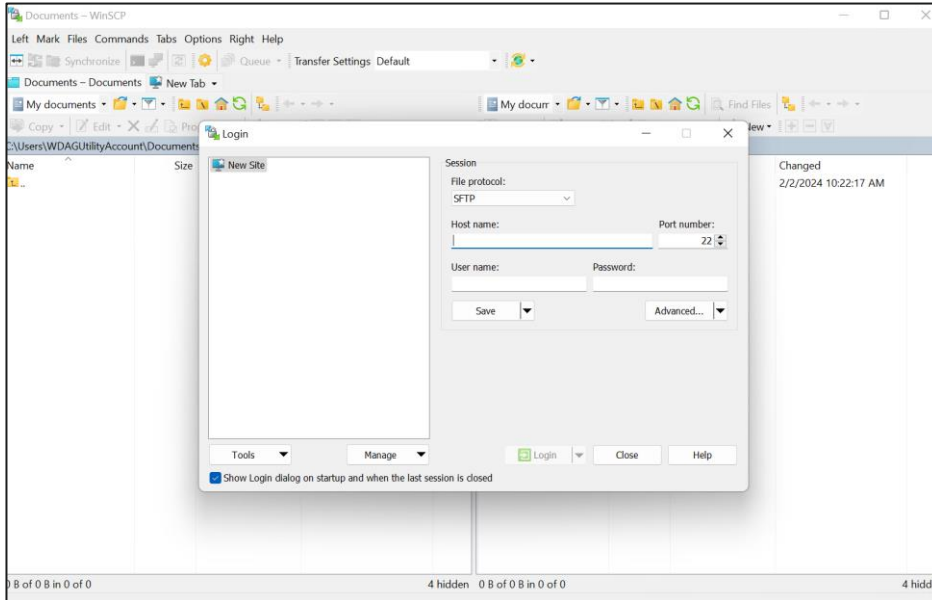 Documents – WinSCP
Left Mark Files Commands Tabs Options Right Help
Synchronize Queue Transfer Settings Default
Documents – Documents New Tab
My documents My docum Find Files
Copy Edit Pro New
C:\Users\WDAGUtilityAccount\Documents
Name Size Changed
.. 2/2/2024 10:22:17 AM
Login
New Site
Session
File protocol:
SFTP
Host name: Port number:
22
User name: Password:
Save Advanced...
Tools Manage Login Close Help
Show Login dialog on startup and when the last session is closed
0 B of 0 B in 0 of 0 4 hidden 0 B of 0 B in 0 of 0 4 hidd